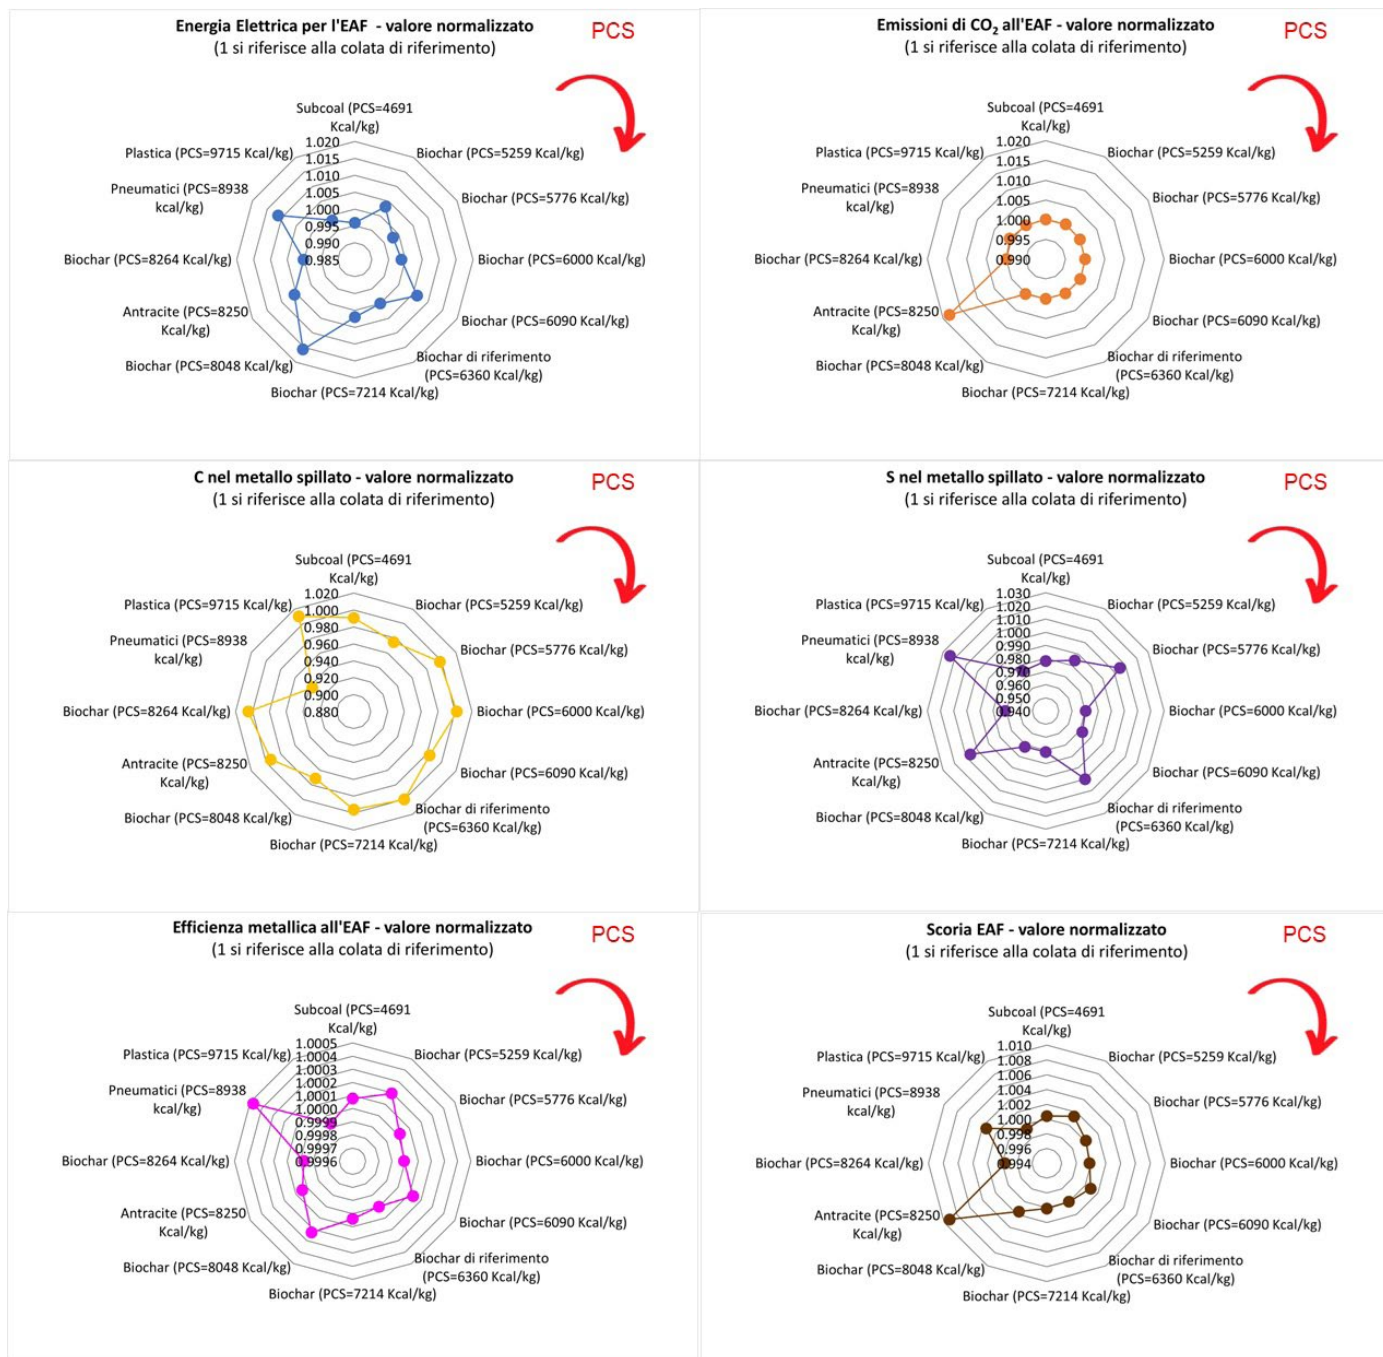 Energia Elettrica per l'EAF - valore normalizzato
(1 si riferisce alla colata di riferimento)
PCS
Subcoal (PCS=4691
Kcal/kg)
Biochar (PCS=5259 Kcal/kg)
Biochar (PCS=5776 Kcal/kg)
Biochar (PCS=6000 Kcal/kg)
Biochar (PCS=6090 Kcal/kg)
Biochar di riferimento
(PCS=6360 Kcal/kg)
Biochar (PCS=7214 Kcal/kg)
Biochar (PCS=8048 Kcal/kg)
Antracite (PCS=8250
Kcal/kg)
Biochar (PCS=8264 Kcal/kg)
Pneumatici (PCS=8938
kcal/kg)
Plastica (PCS=9715 Kcal/kg)
1.020
1.015
1.010
1.005
1.000
0.995
0.990
0.985
Emissioni di CO₂ all'EAF - valore normalizzato
(1 si riferisce alla colata di riferimento)
PCS
Subcoal (PCS=4691
Kcal/kg)
Biochar (PCS=5259 Kcal/kg)
Biochar (PCS=5776 Kcal/kg)
Biochar (PCS=6000 Kcal/kg)
Biochar (PCS=6090 Kcal/kg)
Biochar di riferimento
(PCS=6360 Kcal/kg)
Biochar (PCS=7214 Kcal/kg)
Biochar (PCS=8048 Kcal/kg)
Antracite (PCS=8250
Kcal/kg)
Biochar (PCS=8264 Kcal/kg)
Pneumatici (PCS=8938
kcal/kg)
Plastica (PCS=9715 Kcal/kg)
1.020
1.015
1.010
1.005
1.000
0.995
0.990
C nel metallo spillato - valore normalizzato
(1 si riferisce alla colata di riferimento)
PCS
Subcoal (PCS=4691
Kcal/kg)
Biochar (PCS=5259 Kcal/kg)
Biochar (PCS=5776 Kcal/kg)
Biochar (PCS=6000 Kcal/kg)
Biochar (PCS=6090 Kcal/kg)
Biochar di riferimento
(PCS=6360 Kcal/kg)
Biochar (PCS=7214 Kcal/kg)
Biochar (PCS=8048 Kcal/kg)
Antracite (PCS=8250
Kcal/kg)
Biochar (PCS=8264 Kcal/kg)
Pneumatici (PCS=8938
kcal/kg)
Plastica (PCS=9715 Kcal/kg)
1.020
1.000
0.980
0.960
0.940
0.920
0.900
0.880
S nel metallo spillato - valore normalizzato
(1 si riferisce alla colata di riferimento)
PCS
Subcoal (PCS=4691
Kcal/kg)
Biochar (PCS=5259 Kcal/kg)
Biochar (PCS=5776 Kcal/kg)
Biochar (PCS=6000 Kcal/kg)
Biochar (PCS=6090 Kcal/kg)
Biochar di riferimento
(PCS=6360 Kcal/kg)
Biochar (PCS=7214 Kcal/kg)
Biochar (PCS=8048 Kcal/kg)
Antracite (PCS=8250
Kcal/kg)
Biochar (PCS=8264 Kcal/kg)
Pneumatici (PCS=8938
kcal/kg)
Plastica (PCS=9715 Kcal/kg)
1.030
1.020
1.010
1.000
0.990
0.980
0.970
0.960
0.950
0.940
Efficienza metallica all'EAF - valore normalizzato
(1 si riferisce alla colata di riferimento)
PCS
Subcoal (PCS=4691
Kcal/kg)
Biochar (PCS=5259 Kcal/kg)
Biochar (PCS=5776 Kcal/kg)
Biochar (PCS=6000 Kcal/kg)
Biochar (PCS=6090 Kcal/kg)
Biochar di riferimento
(PCS=6360 Kcal/kg)
Biochar (PCS=7214 Kcal/kg)
Biochar (PCS=8048 Kcal/kg)
Antracite (PCS=8250
Kcal/kg)
Biochar (PCS=8264 Kcal/kg)
Pneumatici (PCS=8938
kcal/kg)
Plastica (PCS=9715 Kcal/kg)
1.0005
1.0004
1.0003
1.0002
1.0001
1.0000
0.9999
0.9998
0.9997
0.9996
Scoria EAF - valore normalizzato
(1 si riferisce alla colata di riferimento)
PCS
Subcoal (PCS=4691
Kcal/kg)
Biochar (PCS=5259 Kcal/kg)
Biochar (PCS=5776 Kcal/kg)
Biochar (PCS=6000 Kcal/kg)
Biochar (PCS=6090 Kcal/kg)
Biochar di riferimento
(PCS=6360 Kcal/kg)
Biochar (PCS=7214 Kcal/kg)
Biochar (PCS=8048 Kcal/kg)
Antracite (PCS=8250
Kcal/kg)
Biochar (PCS=8264 Kcal/kg)
Pneumatici (PCS=8938
kcal/kg)
Plastica (PCS=9715 Kcal/kg)
1.010
1.008
1.006
1.004
1.002
1.000
0.998
0.996
0.994